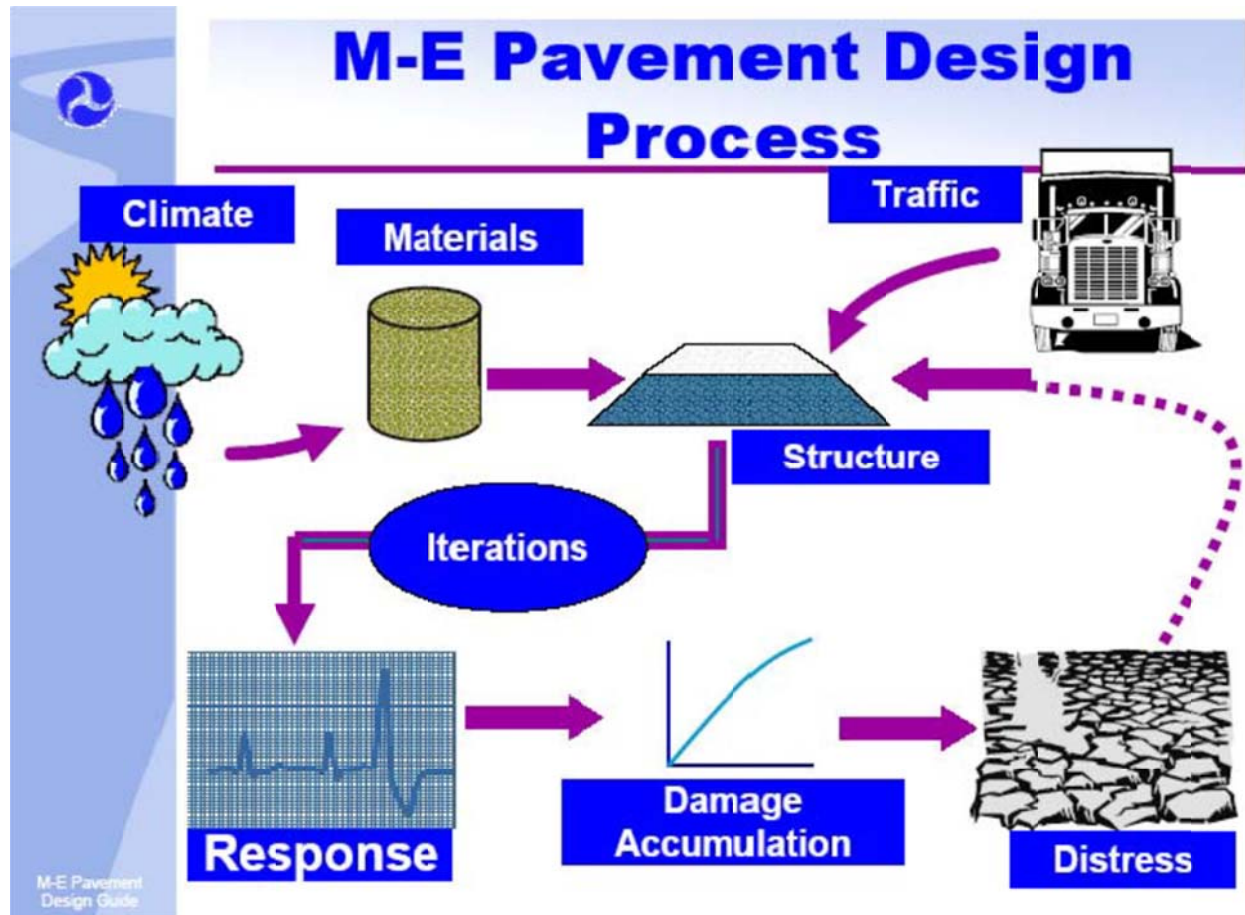 M-E Pavement Design
Process
Climate
Materials
Traffic
Structure
Iterations
Response
Damage
Accumulation
Distress
M-E Pavement
Design Guide